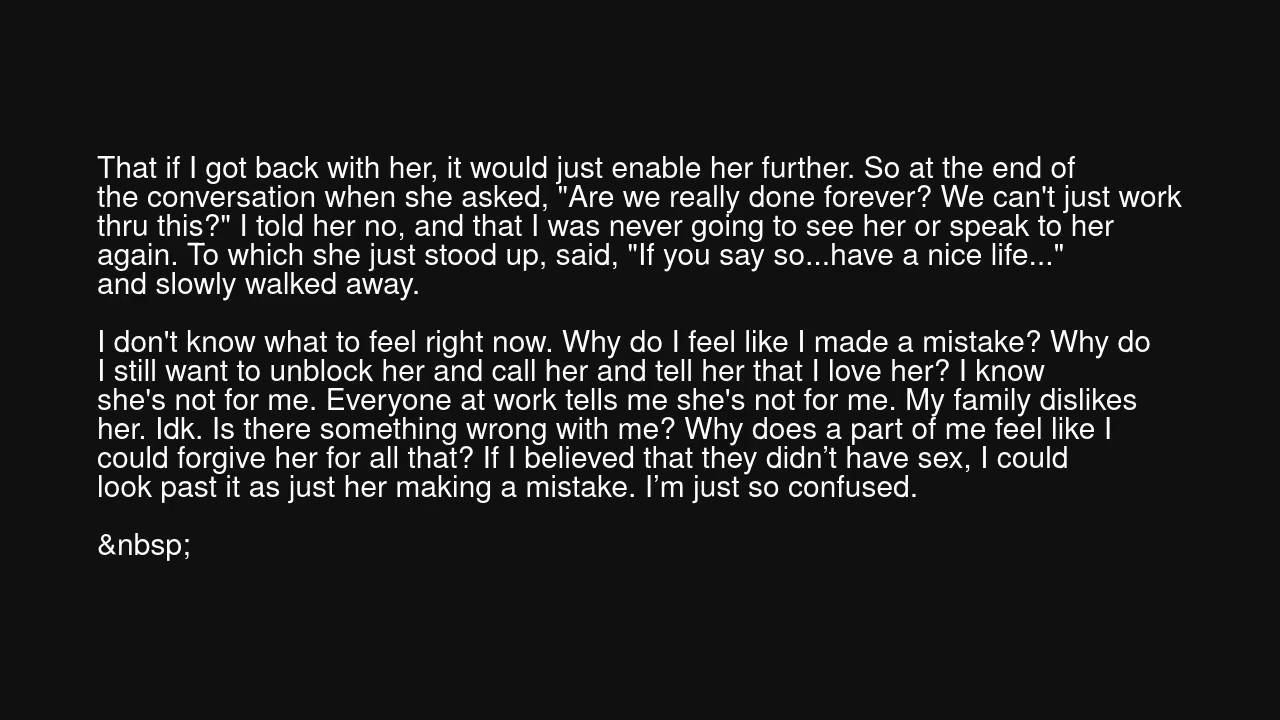 That if I got back with her, it would just enable her further. So at the end of
the conversation when she asked, "Are we really done forever? We can't just work
thru this?" I told her no, and that I was never going to see her or speak to her
again. To which she just stood up, said, "If you say so...have a nice life..."
and slowly walked away.
I don't know what to feel right now. Why do I feel like I made a mistake? Why do
I still want to unblock her and call her and tell her that I love her? I know
she's not for me. Everyone at work tells me she's not for me. My family dislikes
her. Idk. Is there something wrong with me? Why does a part of me feel like I
could forgive her for all that? If I believed that they didn’t have sex, I could
look past it as just her making a mistake. I’m just so confused.
&nbsp;